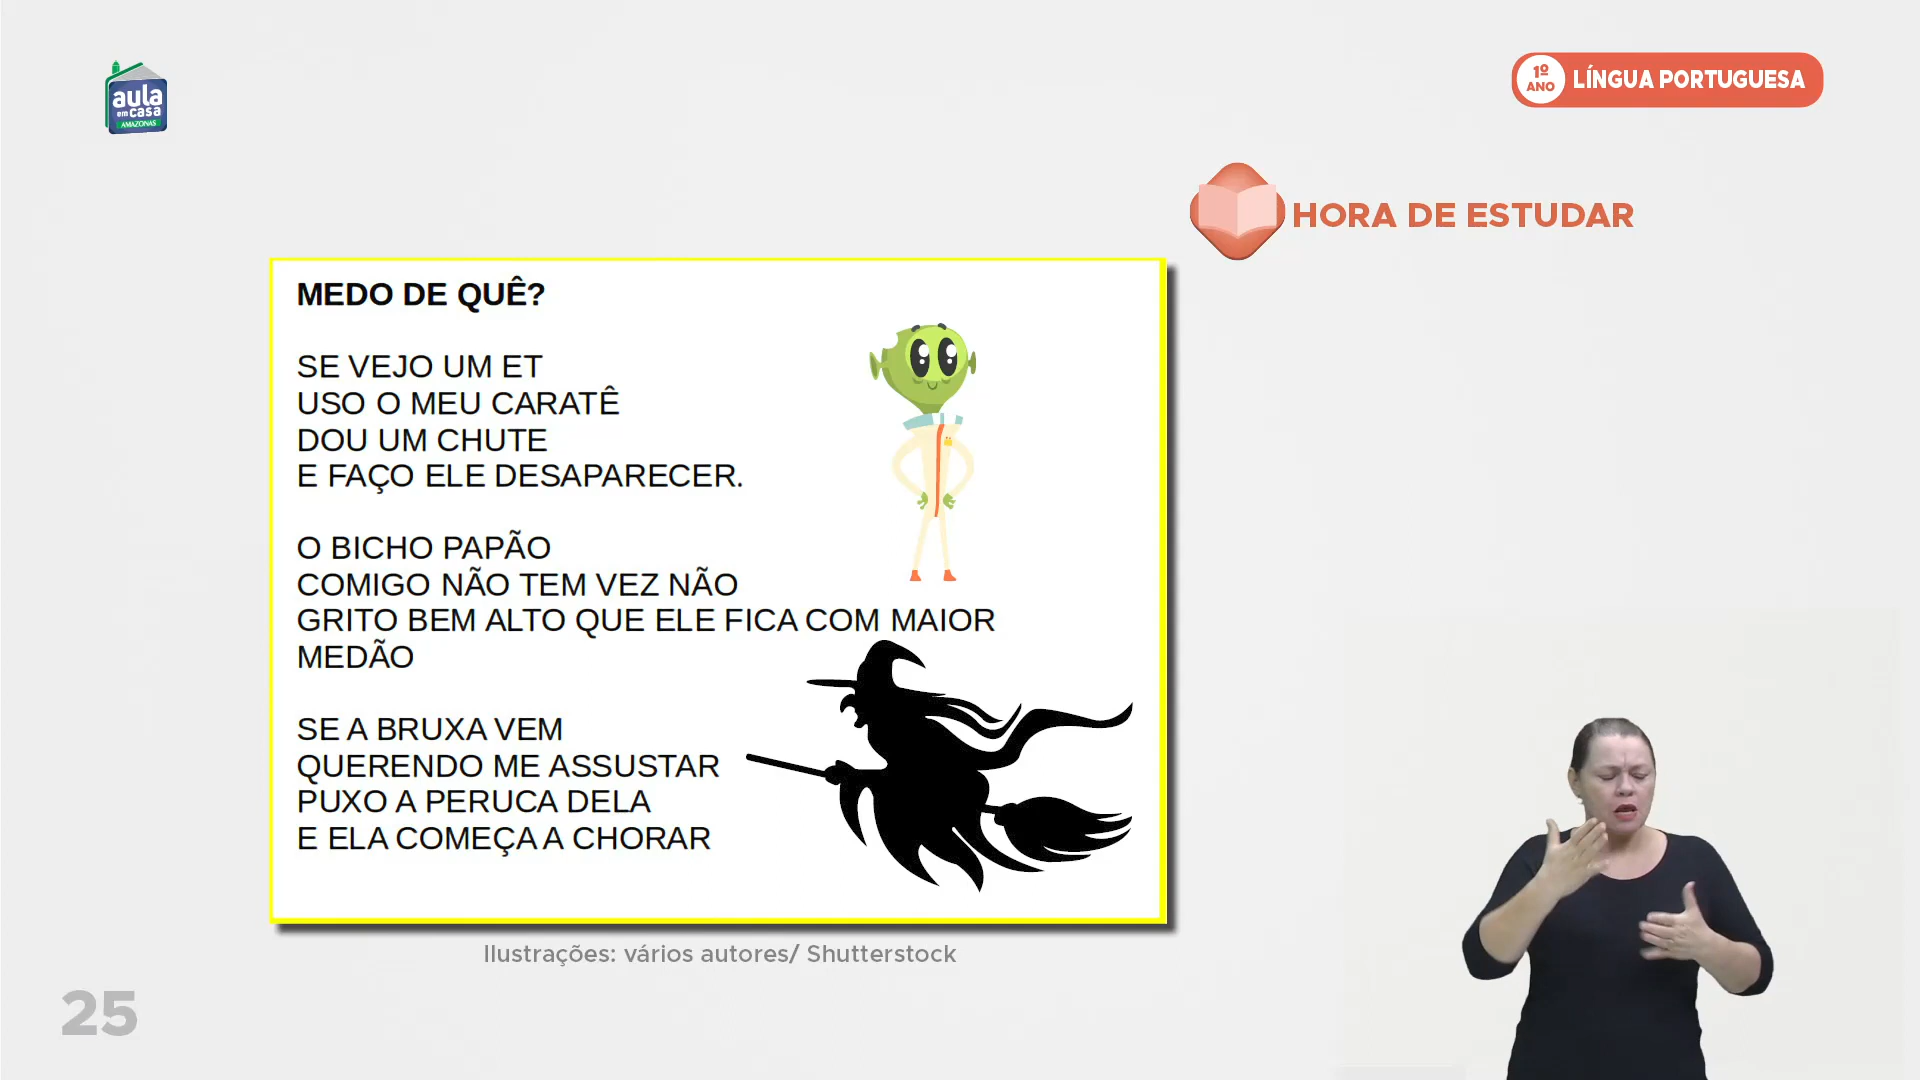 aula
em casa
AMAZONAS
1º
ANO
LÍNGUA PORTUGUESA
HORA DE ESTUDAR
MEDO DE QUÊ?
SE VEJO UM ET
USO O MEU CARATÊ
DOU UM CHUTE
E FAÇO ELE DESAPARECER.
O BICHO PAPÃO
COMIGO NÃO TEM VEZ NÃO
GRITO BEM ALTO QUE ELE FICA COM MAIOR
MEDÃO
SE A BRUXA VEM
QUERENDO ME ASSUSTAR
PUXO A PERUCA DELA
E ELA COMEÇA A CHORAR
Ilustrações: vários autores/ Shutterstock
25